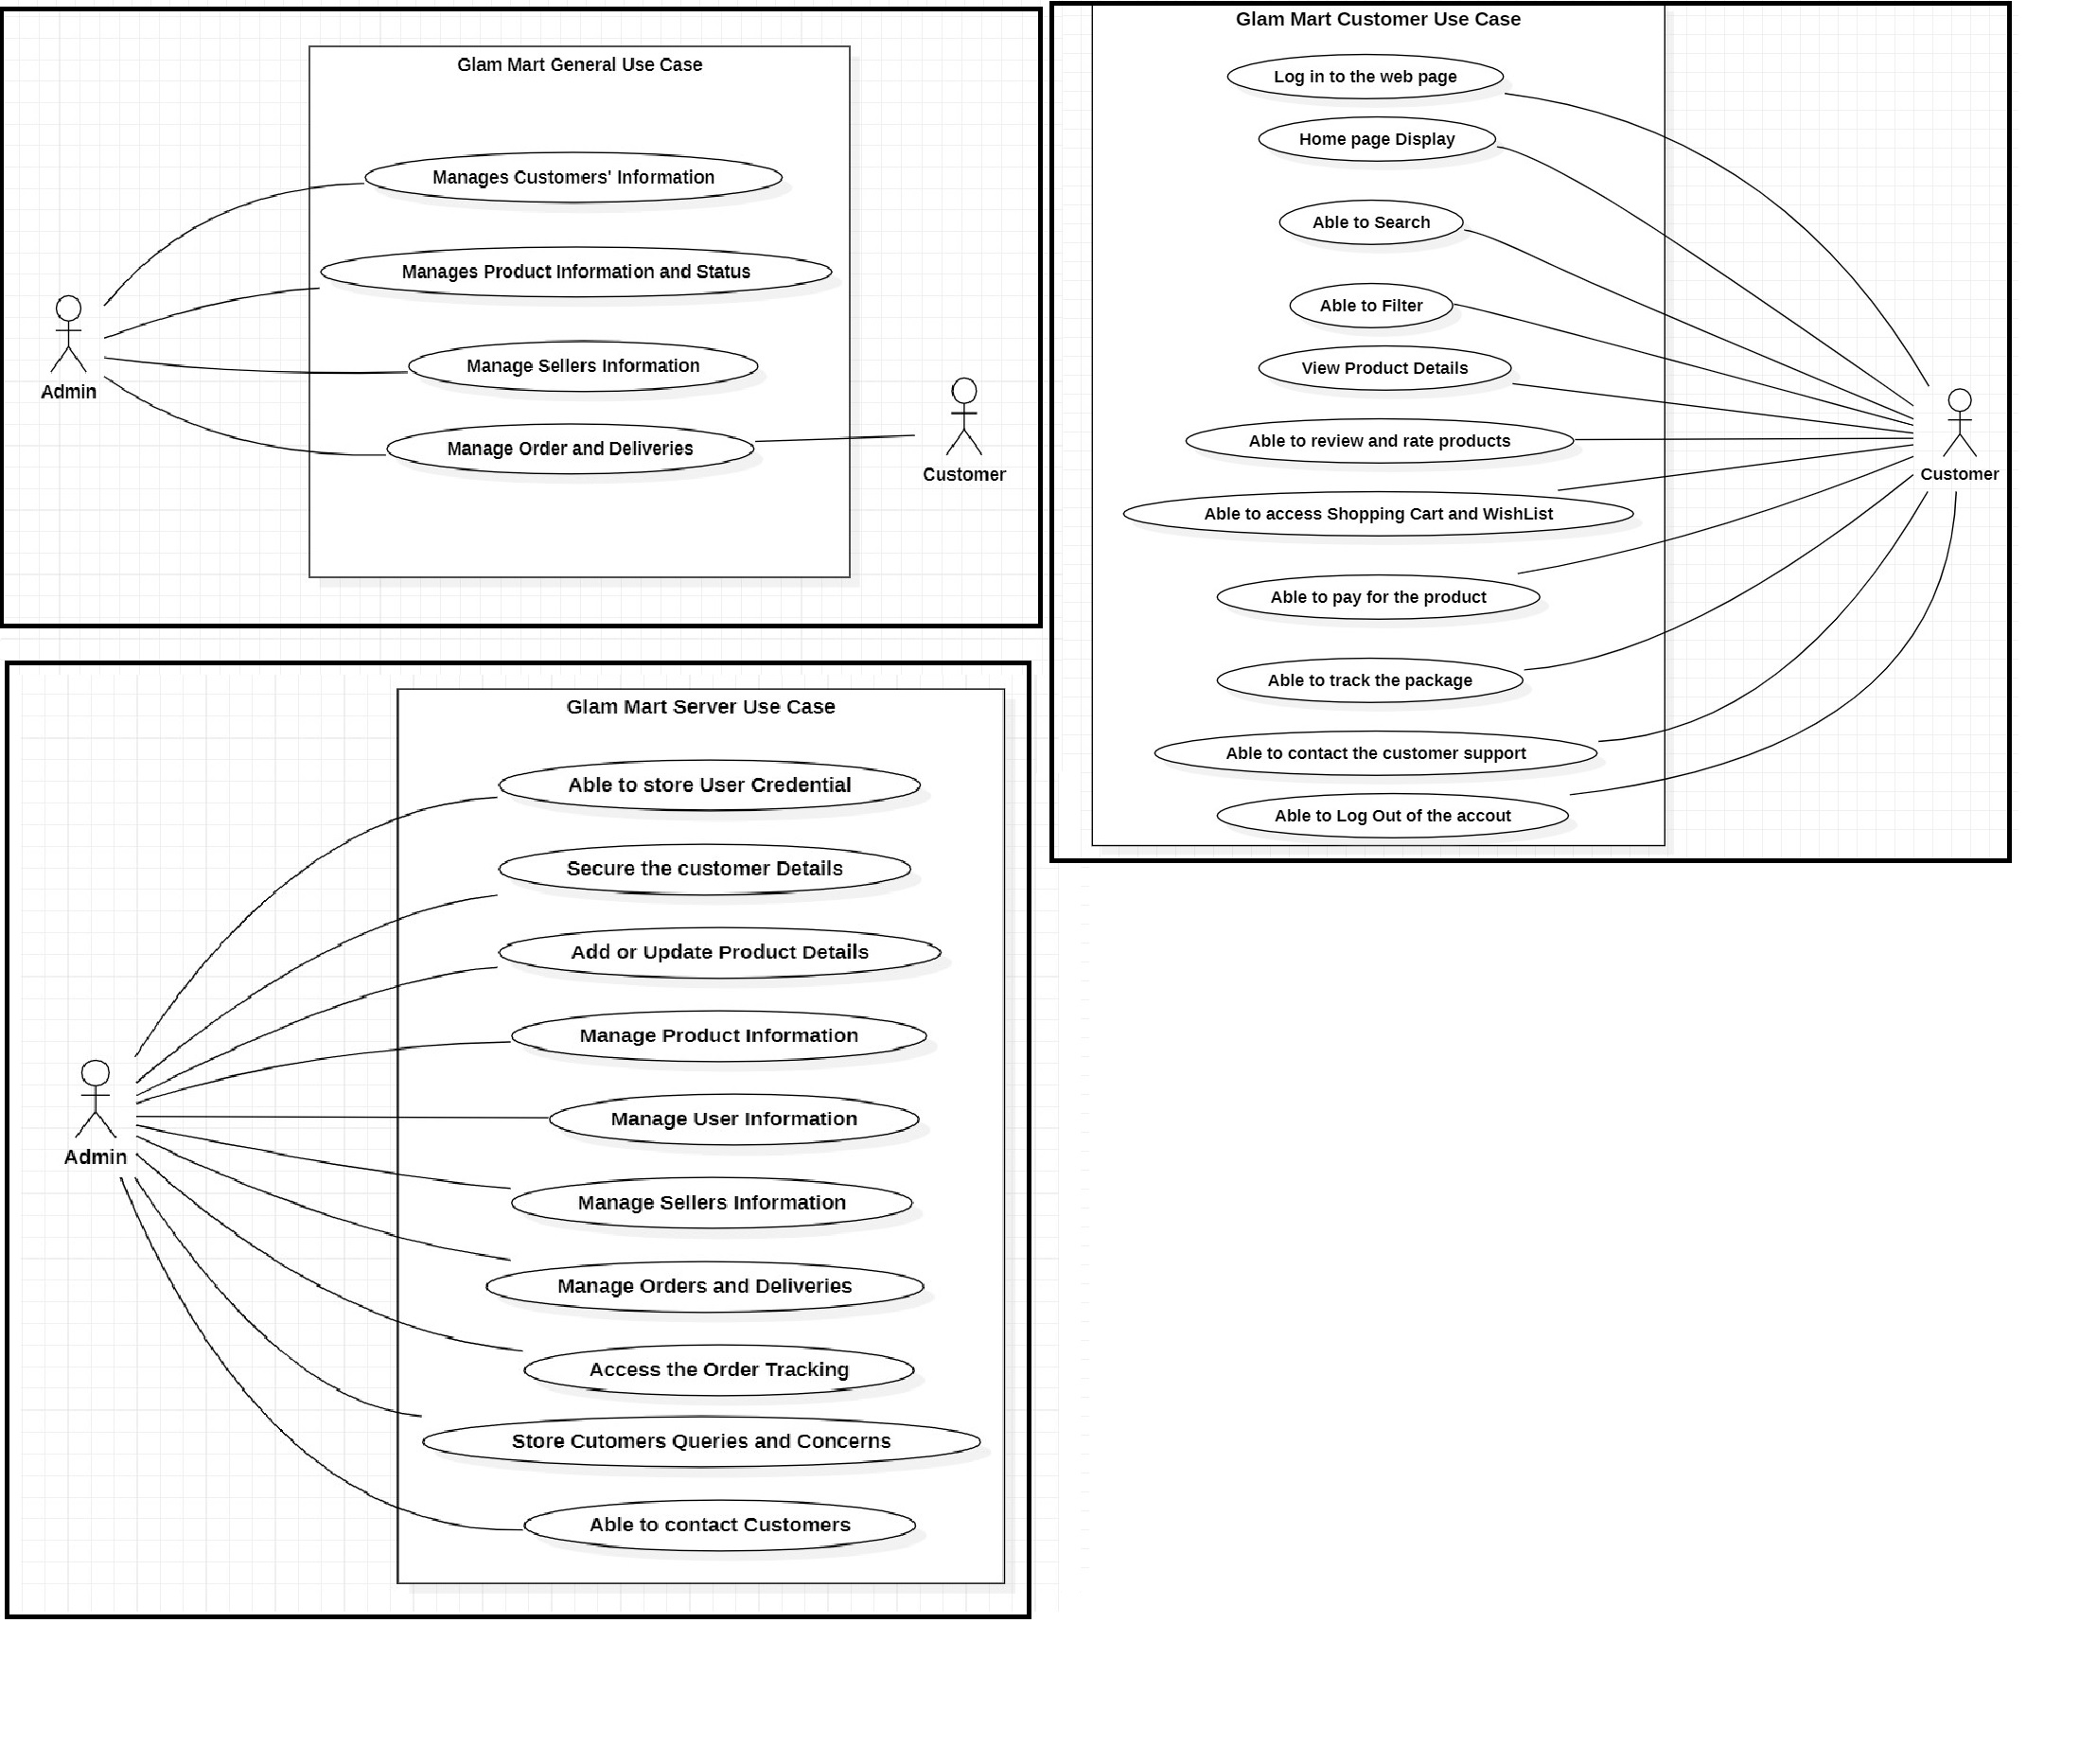 Glam Mart General Use Case
Manages Customers' Information
Manages Product Information and Status
Manage Sellers Information
Manage Order and Deliveries
Admin
Customer
Glam Mart Customer Use Case
Log in to the web page
Home page Display
Able to Search
Able to Filter
View Product Details
Able to review and rate products
Able to access Shopping Cart and WishList
Able to pay for the product
Able to track the package
Able to contact the customer support
Able to Log Out of the accout
Customer
Glam Mart Server Use Case
Able to store User Credential
Secure the customer Details
Add or Update Product Details
Manage Product Information
Manage User Information
Manage Sellers Information
Manage Orders and Deliveries
Access the Order Tracking
Store Cutomers Queries and Concerns
Able to contact Customers
Admin